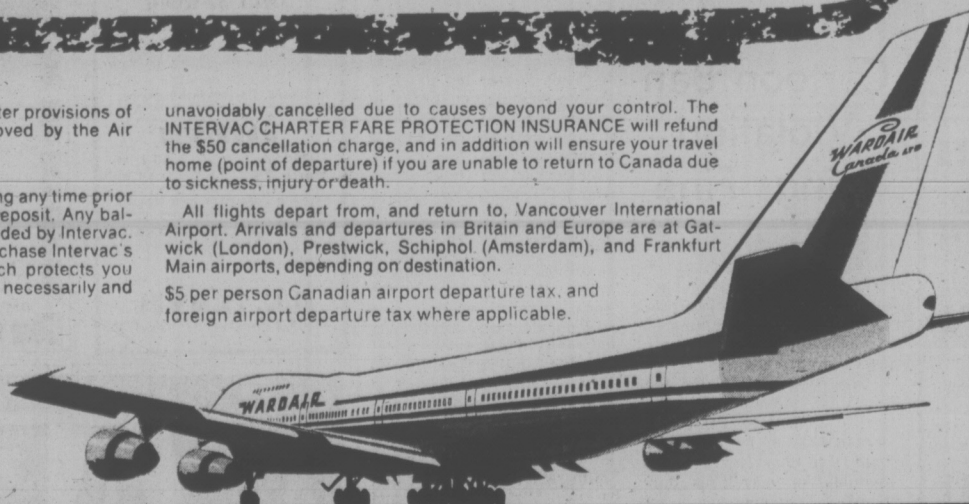 ter provisions of
oved by the Air
ng any time prior
eposit. Any bal-
ded by Intervac.
chase Intervac's
ch protects you
necessarily and
unavoidably cancelled due to causes beyond your control. The
INTERVAC CHARTER FARE PROTECTION INSURANCE will refund
the $50 cancellation charge, and in addition will ensure your travel
home (point of departure) if you are unable to return to Canada due
to sickness, injury or death.
All flights depart from, and return to, Vancouver International
Airport. Arrivals and departures in Britain and Europe are at Gat-
wick (London), Prestwick, Schiphol (Amsterdam), and Frankfurt
Main airports, depending on destination.
$5 per person Canadian airport departure tax, and
foreign airport departure tax where applicable.
WARDAIR
Canada LTD
WARDAIR